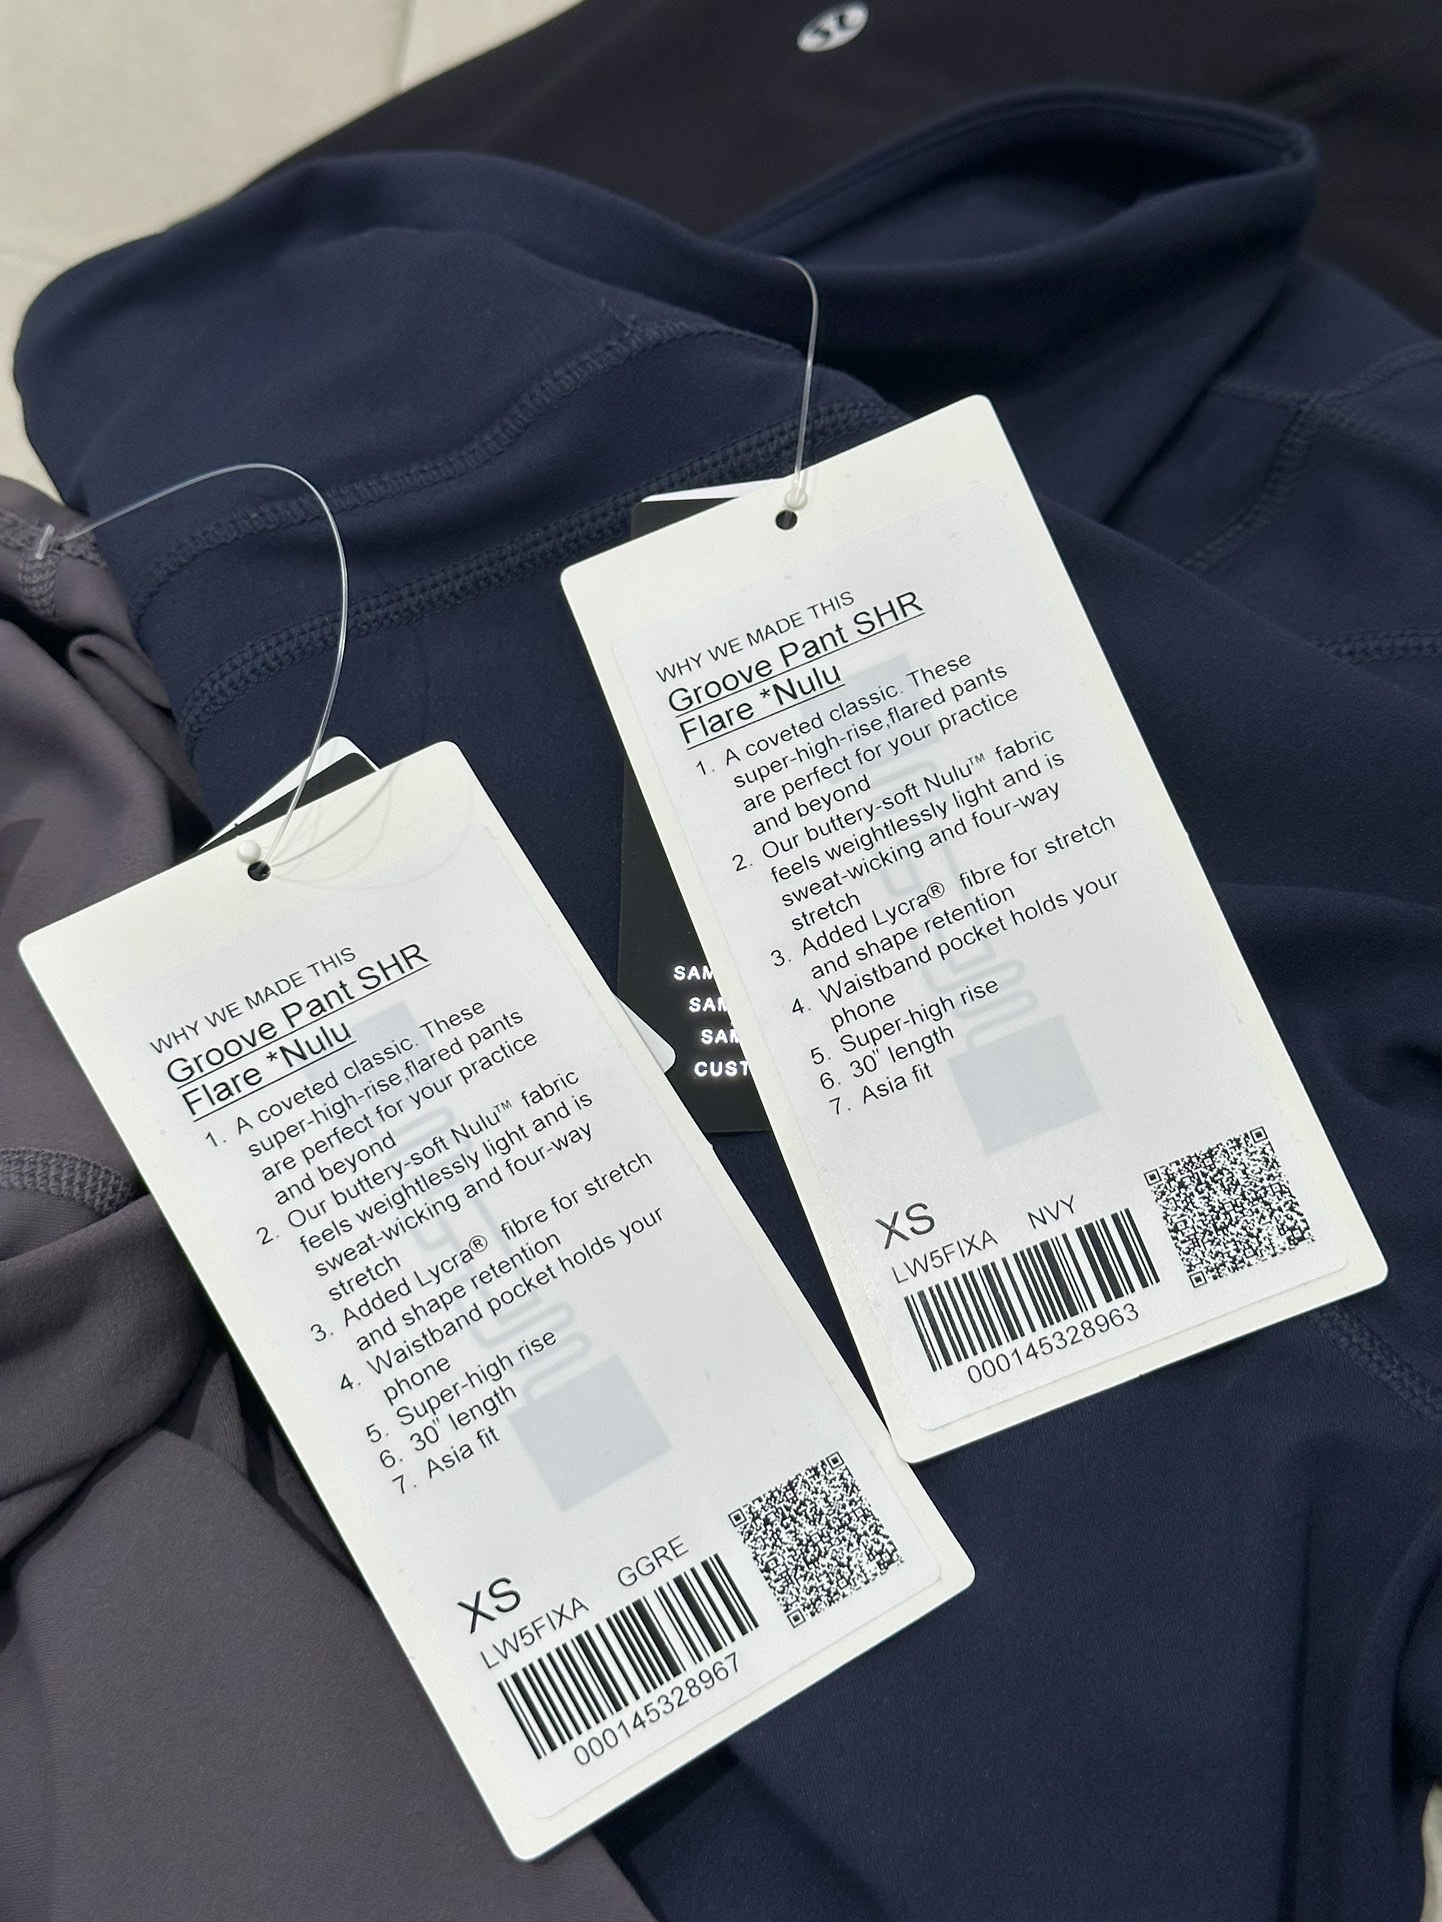 WHY WE MADE THIS
Groove Pant SHR
Flare *Nulu
1. A coveted classic. These
super-high-rise,flared pants
are perfect for your practice
and beyond
2. Our buttery-soft Nulu™ fabric
feels weightlessly light and is
sweat-wicking and four-way
stretch
3. Added Lycra® fibre for stretch
and shape retention
4. Waistband pocket holds your
phone
5. Super-high rise
6. 30" length
7. Asia fit
XS
LW5FIXA GGRE
000145328967
SAM
SAM
SAM
CUST
WHY WE MADE THIS
Groove Pant SHR
Flare *Nulu
1. A coveted classic. These
super-high-rise,flared pants
are perfect for your practice
and beyond
2. Our buttery-soft Nulu™ fabric
feels weightlessly light and is
sweat-wicking and four-way
stretch
3. Added Lycra® fibre for stretch
and shape retention
4. Waistband pocket holds your
phone
5. Super-high rise
6. 30" length
7. Asia fit
XS
LW5FIXA NVY
000145328963